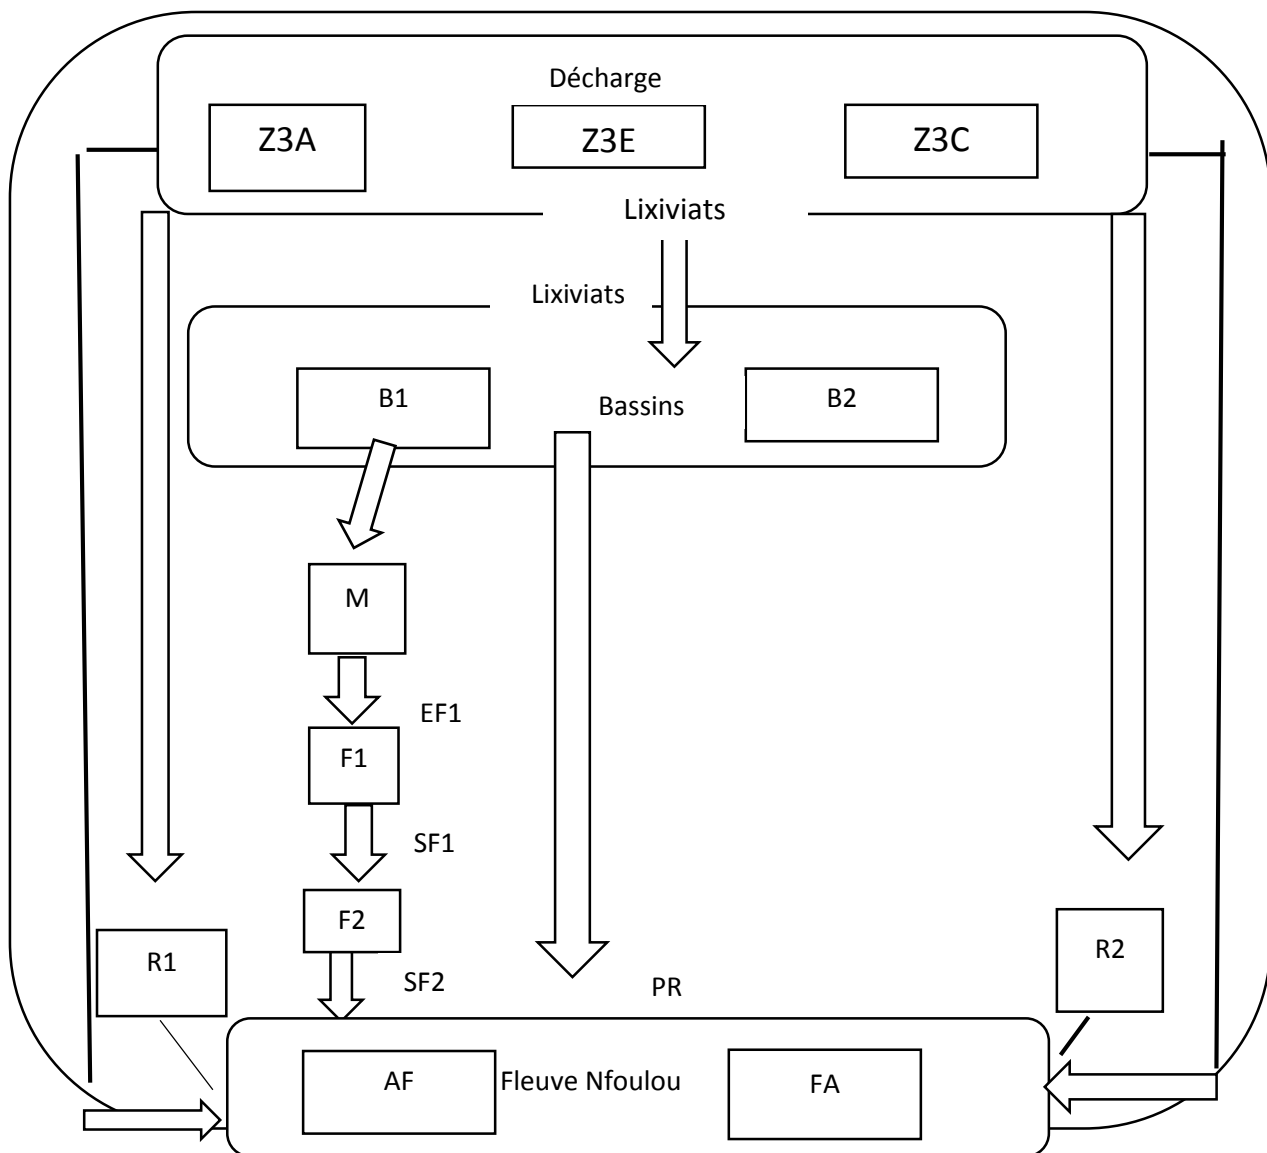 Décharge
Z3A
Z3E
Z3C
Lixiviats
Lixiviats
B1
Bassins
B2
M
EF1
F1
SF1
F2
SF2
PR
R1
R2
AF
Fleuve Nfoulou
FA